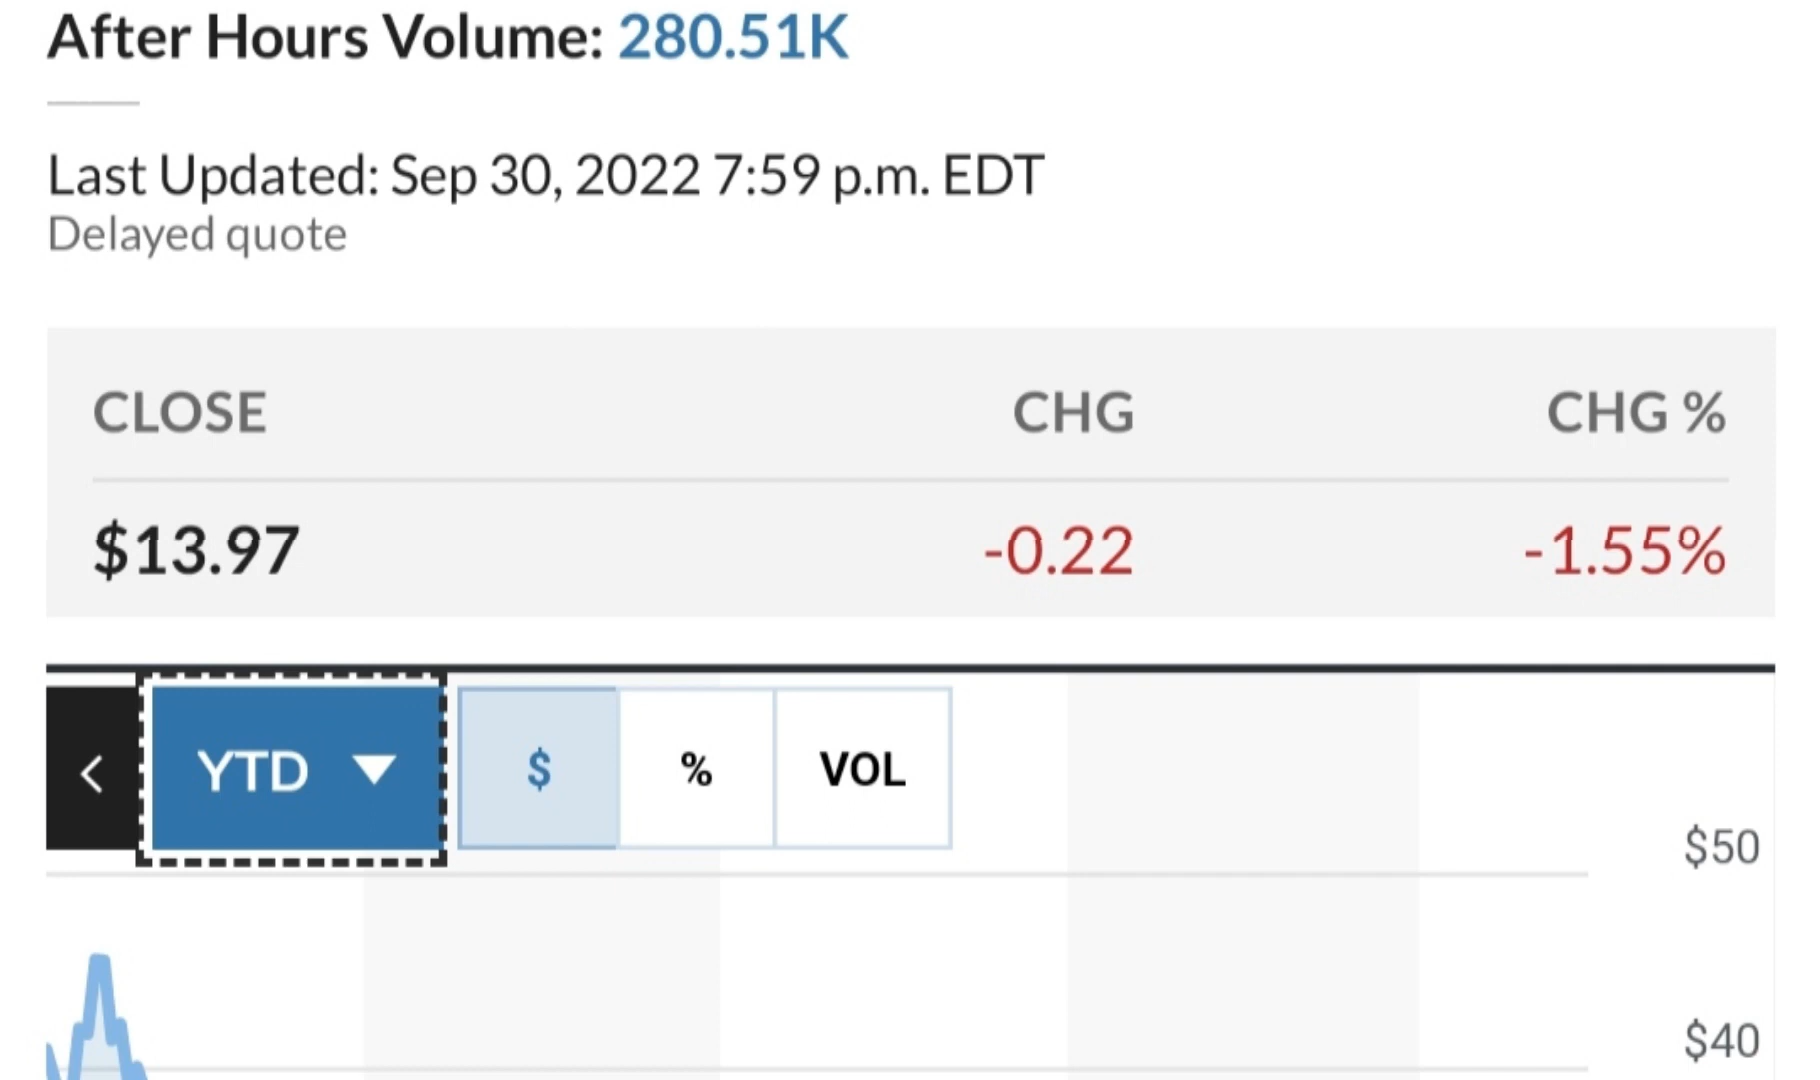 After Hours Volume: 280.51K
Last Updated: Sep 30, 2022 7:59 p.m. EDT
Delayed quote
CLOSE CHG CHG %
$13.97 -0.22 -1.55%
< YTD ▼ $ % VOL
$50
$40